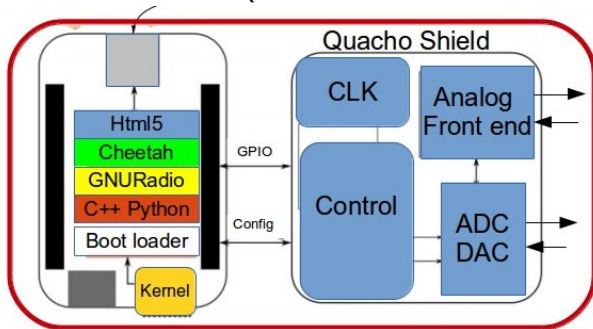 Quacho Shield
Html5
Cheetah
GNURadio
C++ Python
Boot loader
Kernel
GPIO
Config
CLK
Control
Analog
Front end
ADC
DAC